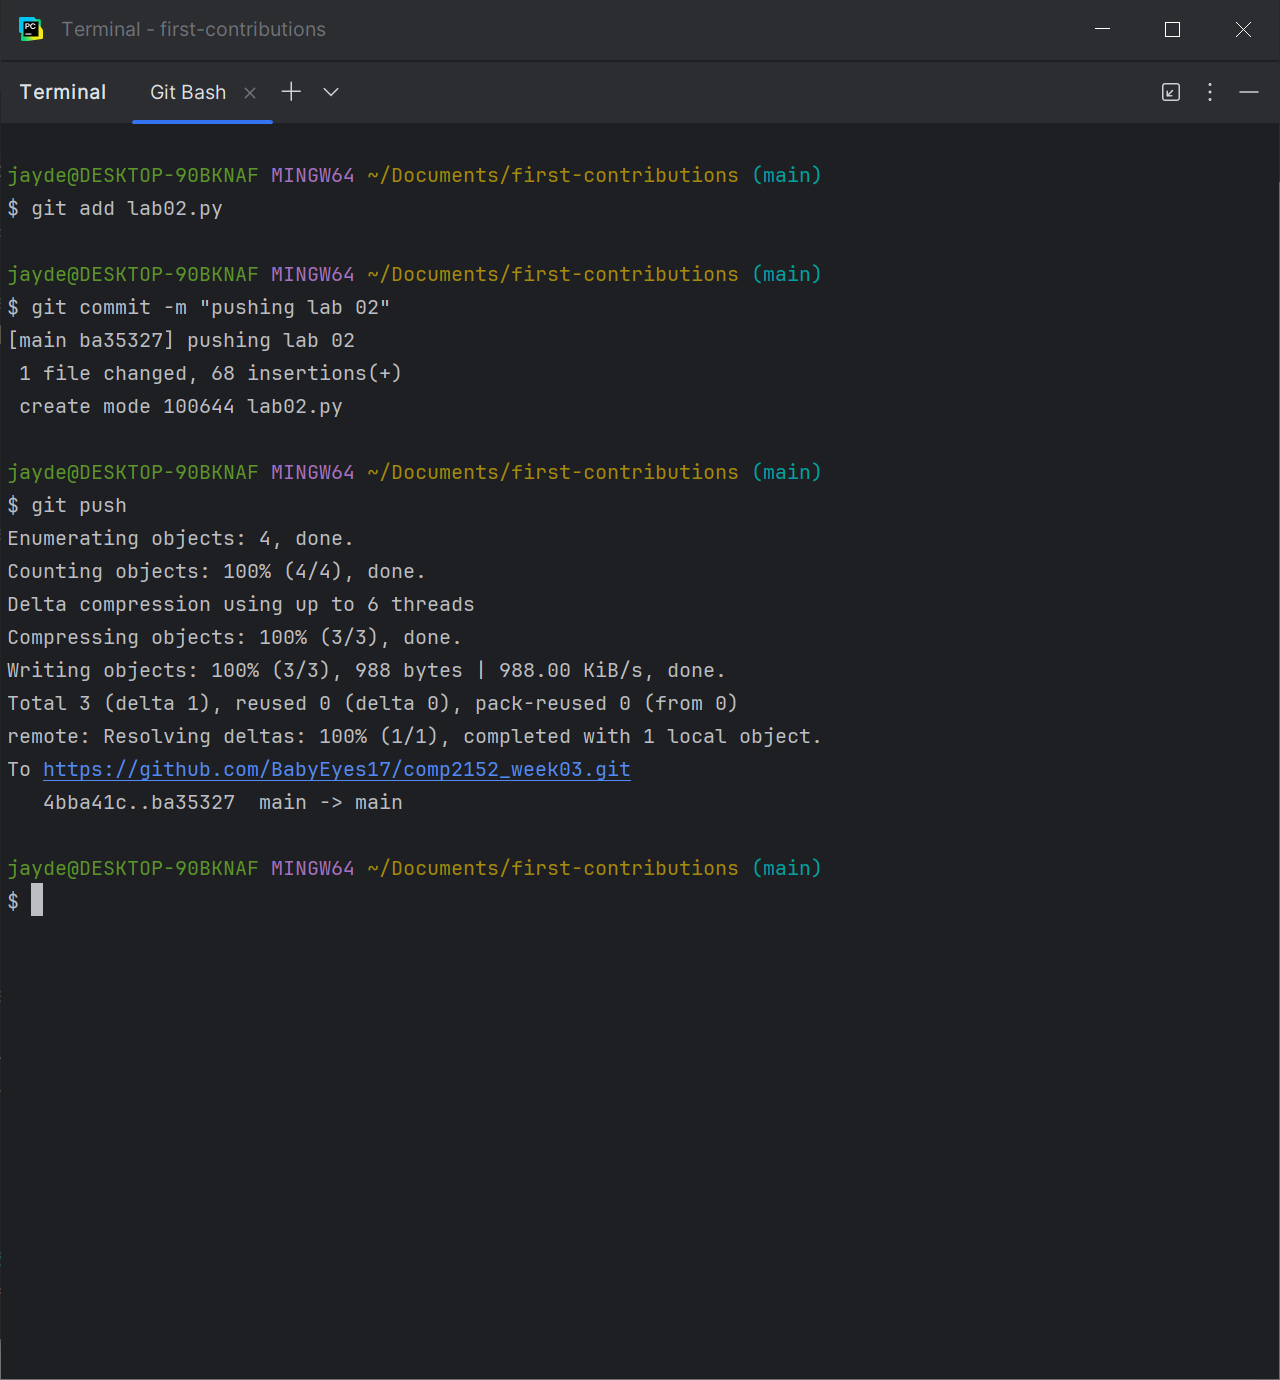 PC
Terminal - first-contributions
Terminal Git Bash
jayde@DESKTOP-90BKNAF MINGW64 ~/Documents/first-contributions (main)
$ git add lab02.py
jayde@DESKTOP-90BKNAF MINGW64 ~/Documents/first-contributions (main)
$ git commit -m "pushing lab 02"
[main ba35327] pushing lab 02
1 file changed, 68 insertions(+)
create mode 100644 lab02.py
jayde@DESKTOP-90BKNAF MINGW64 ~/Documents/first-contributions (main)
$ git push
Enumerating objects: 4, done.
Counting objects: 100% (4/4), done.
Delta compression using up to 6 threads
Compressing objects: 100% (3/3), done.
Writing objects: 100% (3/3), 988 bytes | 988.00 KiB/s, done.
Total 3 (delta 1), reused 0 (delta 0), pack-reused 0 (from 0)
remote: Resolving deltas: 100% (1/1), completed with 1 local object.
To https://github.com/BabyEyes17/comp2152_week03.git
4bba41c..ba35327  main -> main
jayde@DESKTOP-90BKNAF MINGW64 ~/Documents/first-contributions (main)
$